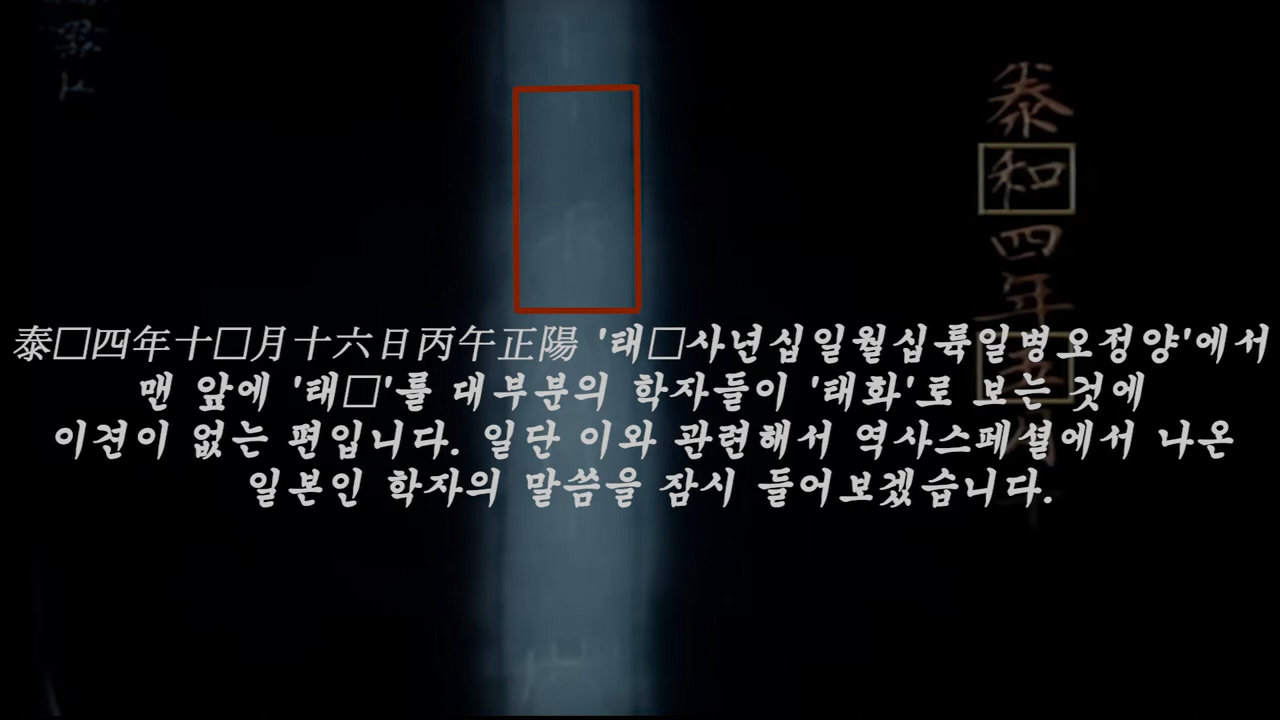 泰□四年十□月十六日丙午正陽 '태□사년십일월십륙일병오정양'에서
맨 앞에 '태□'를 대부분의 학자들이 '태화'로 보는 것에
이견이 없는 편입니다. 일단 이와 관련해서 역사스페셜에서 나온
일본인 학자의 말씀을 잠시 들어보겠습니다.
泰和四年